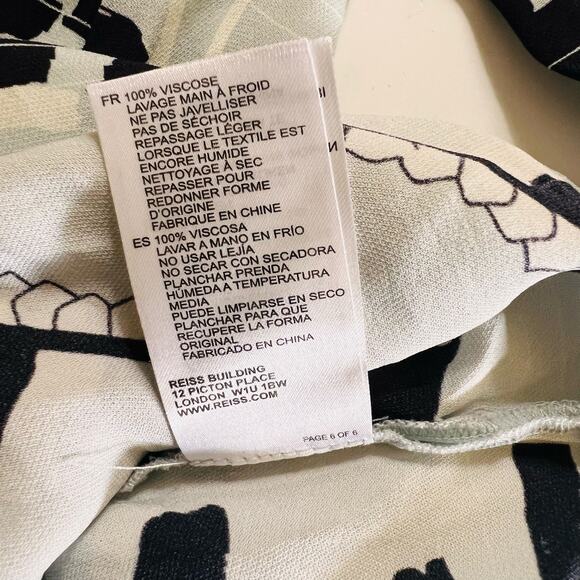 FR 100% VISCOSE
LAVAGE MAIN À FROID
NE PAS JAVELLISER
PAS DE SÉCHOIR
REPASSAGE LÉGER
LORSQUE LE TEXTILE EST
ENCORE HUMIDE
NETTOYAGE À SEC
REPASSER POUR
REDONNER FORME
D'ORIGINE
FABRIQUE EN CHINE
ES 100% VISCOSA
LAVAR A MANO EN FRÍO
NO USAR LEJÍA
NO SECAR CON SECADORA
PLANCHAR PRENDA
HÚMEDA A TEMPERATURA
MEDIA
PUEDE LIMPIARSE EN SECO
PLANCHAR PARA QUE
RECUPERE LA FORMA
ORIGINAL
FABRICADO EN CHINA
REISS BUILDING
12 PICTON PLACE
LONDON W1U 1BW
WWW.REISS.COM
PAGE 6 OF 6